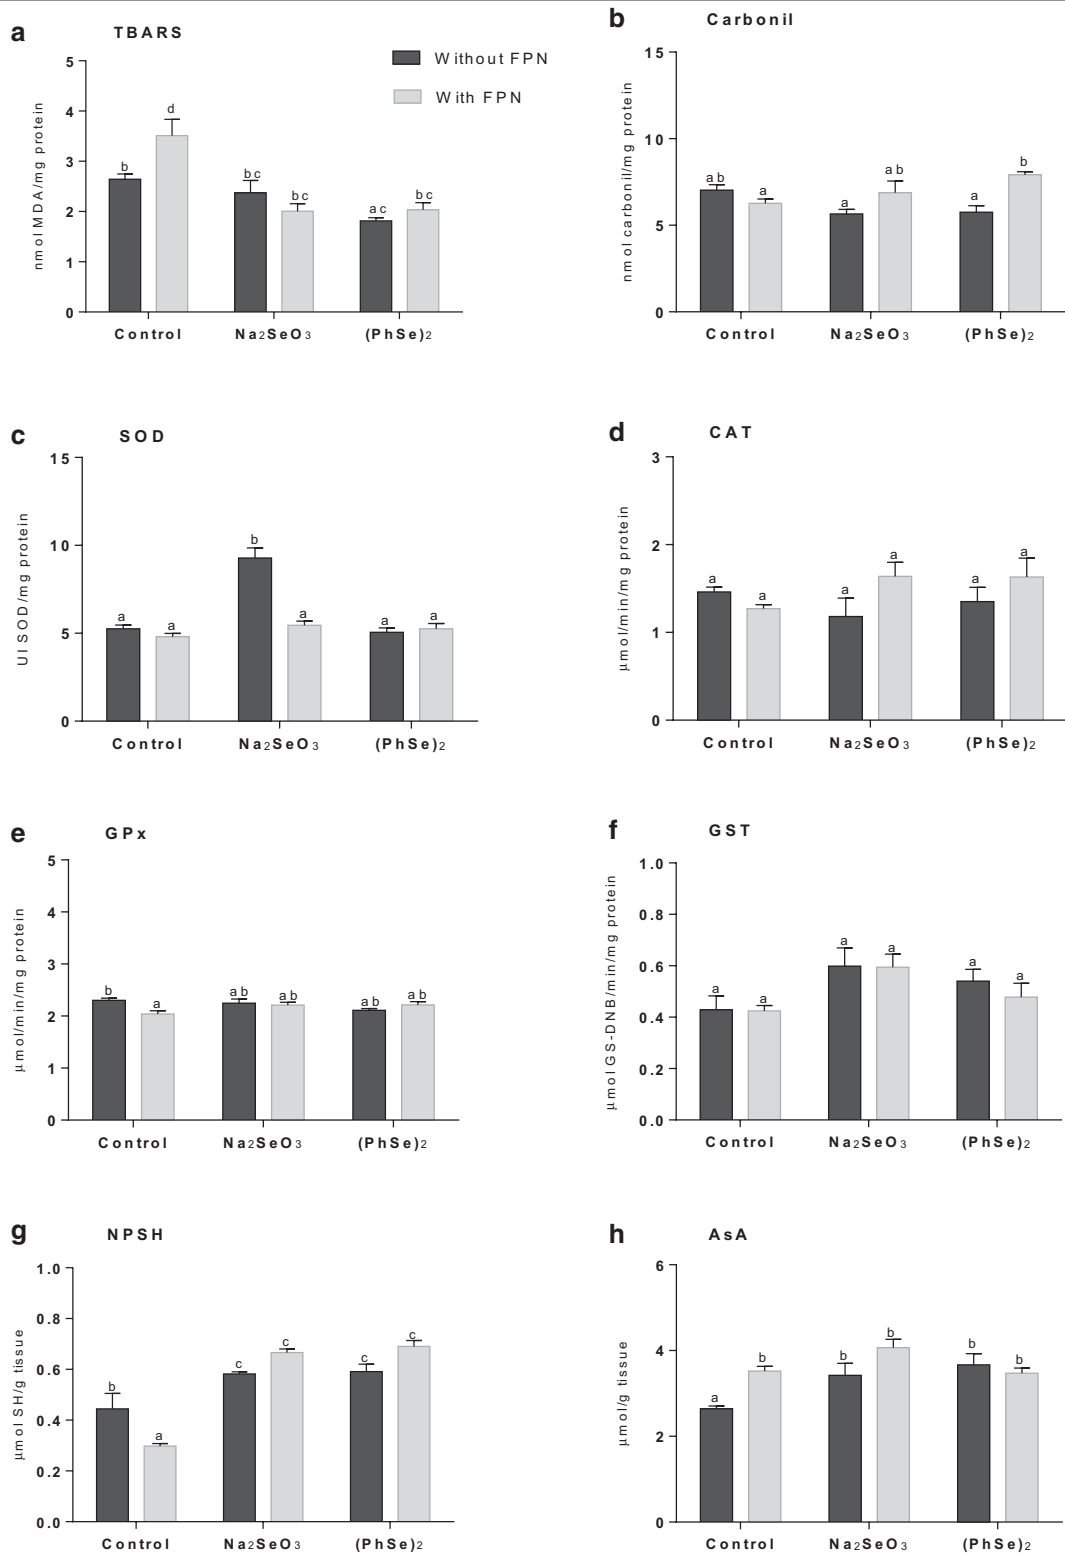 a
TBARS
Without FPN
With FPN
nmol MDA/mg protein
5
4
3
2
1
0
b
d
bc
bc
ac
bc
Control
Na2SeO3
(PhSe)2
b
Carbonil
nmol carbonil/mg protein
15
10
5
0
ab
a
a
ab
a
b
Control
Na2SeO3
(PhSe)2
c
SOD
UI SOD/mg protein
15
10
5
0
a
a
b
a
a
a
Control
Na2SeO3
(PhSe)2
d
CAT
μmol/min/mg protein
3
2
1
0
a
a
a
a
a
a
Control
Na2SeO3
(PhSe)2
e
GPx
μmol/min/mg protein
5
4
3
2
1
0
b
a
ab
ab
ab
ab
Control
Na2SeO3
(PhSe)2
f
GST
μmol GS-DNB/min/mg protein
1.0
0.8
0.6
0.4
0.2
0.0
a
a
a
a
a
a
Control
Na2SeO3
(PhSe)2
g
NPSH
μmol SH/g tissue
1.0
0.8
0.6
0.4
0.2
0.0
b
a
c
c
c
c
Control
Na2SeO3
(PhSe)2
h
AsA
μmol/g tissue
6
4
2
0
a
b
b
b
b
b
Control
Na2SeO3
(PhSe)2